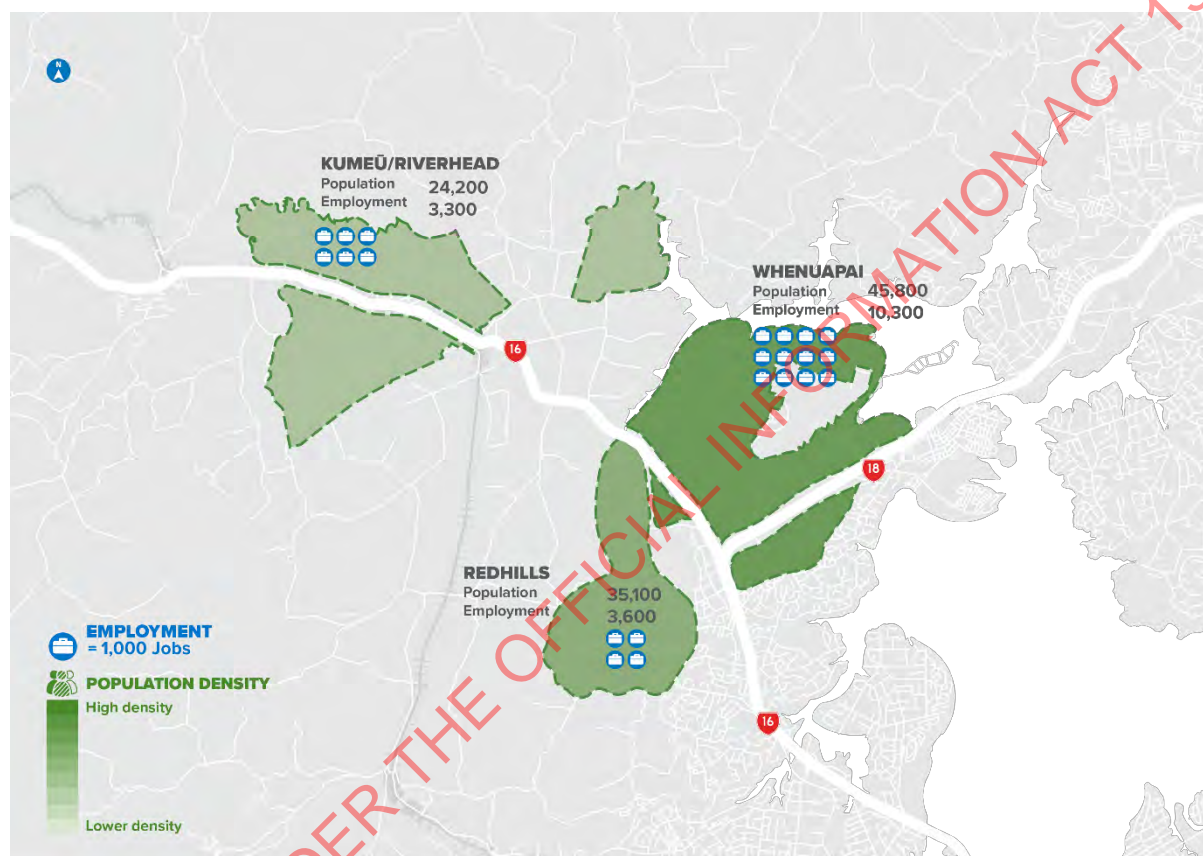 N
KUMEŪ/RIVERHEAD
Population 24,200
Employment 3,300
WHENUAPAI
Population 45,800
Employment 10,300
16
18
REDHILLS
Population 35,100
Employment 3,600
16
EMPLOYMENT
= 1,000 Jobs
POPULATION DENSITY
High density
Lower density
DER THE OFFICIAL INFORMATION ACT 19